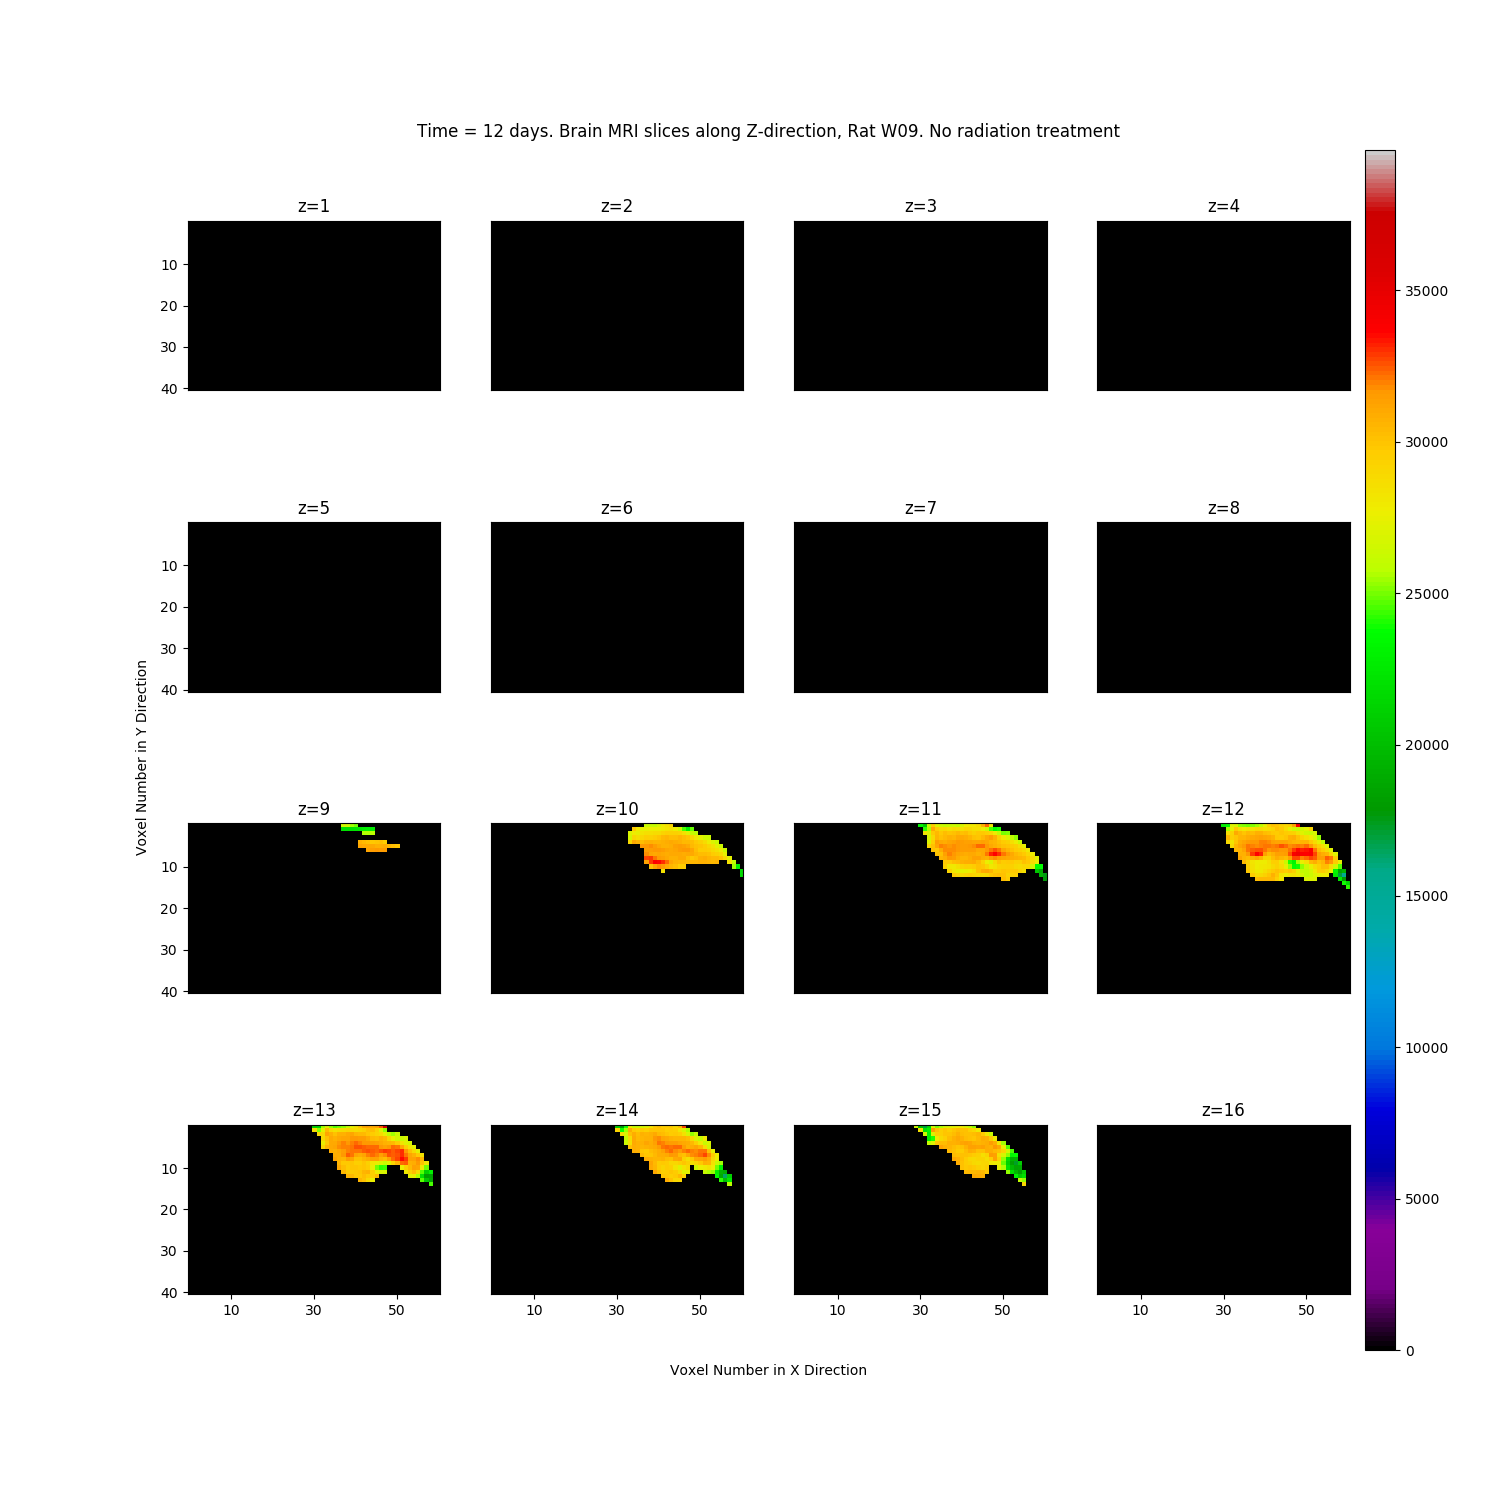 Time = 12 days. Brain MRI slices along Z-direction, Rat W09. No radiation treatment
z=1
z=2
z=3
z=4
10
20
30
40
z=5
z=6
z=7
z=8
10
20
30
40
z=9
z=10
z=11
z=12
10
20
30
40
z=13
z=14
z=15
z=16
10
20
30
40
10
30
50
10
30
50
10
30
50
10
30
50
Voxel Number in Y Direction
Voxel Number in X Direction
35000
30000
25000
20000
15000
10000
5000
0